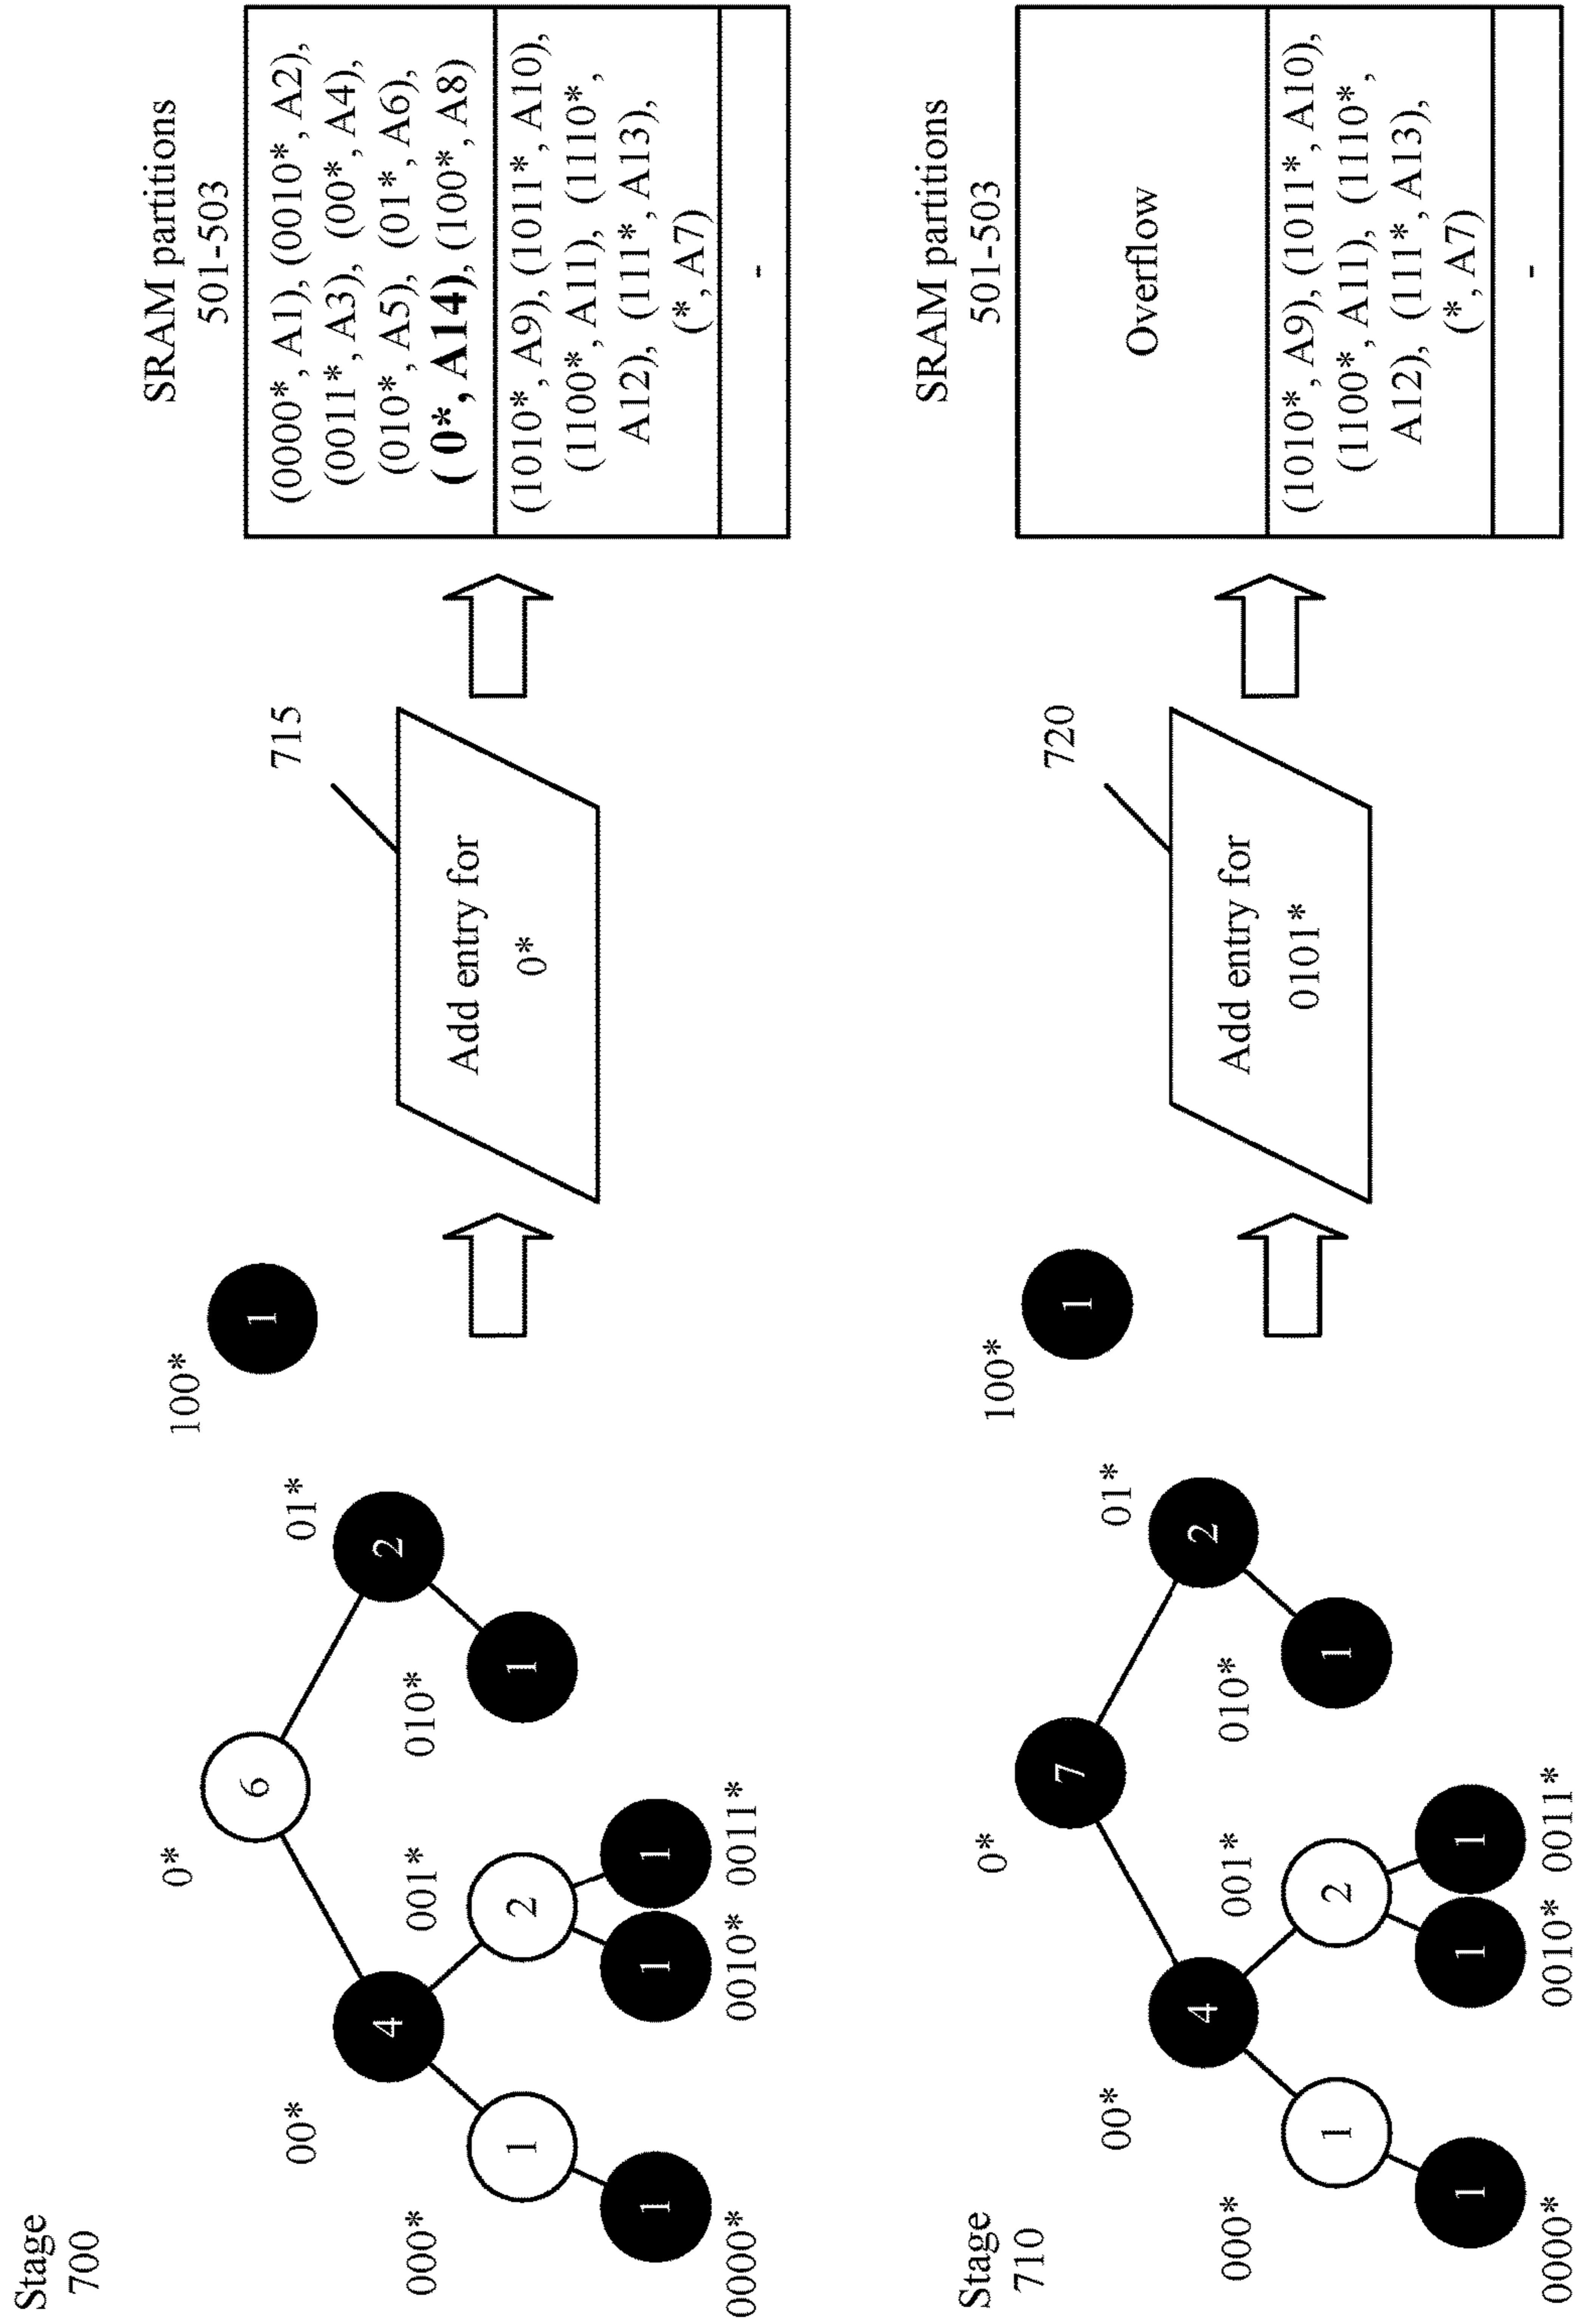 Stage
700
0*
00*
01*
000*
001*
010*
0000*
0010*
0011*
100*
6
4
2
1
2
1
1
1
1
1
715
Add entry for
0*
SRAM partitions
501-503
(0000*, A1), (0010*, A2),
(0011*, A3), (00*, A4),
(010*, A5), (01*, A6),
(0*, A14), (100*, A8)
(1010*, A9), (1011*, A10),
(1100*, A11), (1110*,
A12), (111*, A13),
(*, A7)
-
Stage
710
0*
00*
01*
000*
001*
010*
0000*
0010*
0011*
100*
7
4
2
1
2
1
1
1
1
1
720
Add entry for
0101*
SRAM partitions
501-503
Overflow
(1010*, A9), (1011*, A10),
(1100*, A11), (1110*,
A12), (111*, A13),
(*, A7)
-